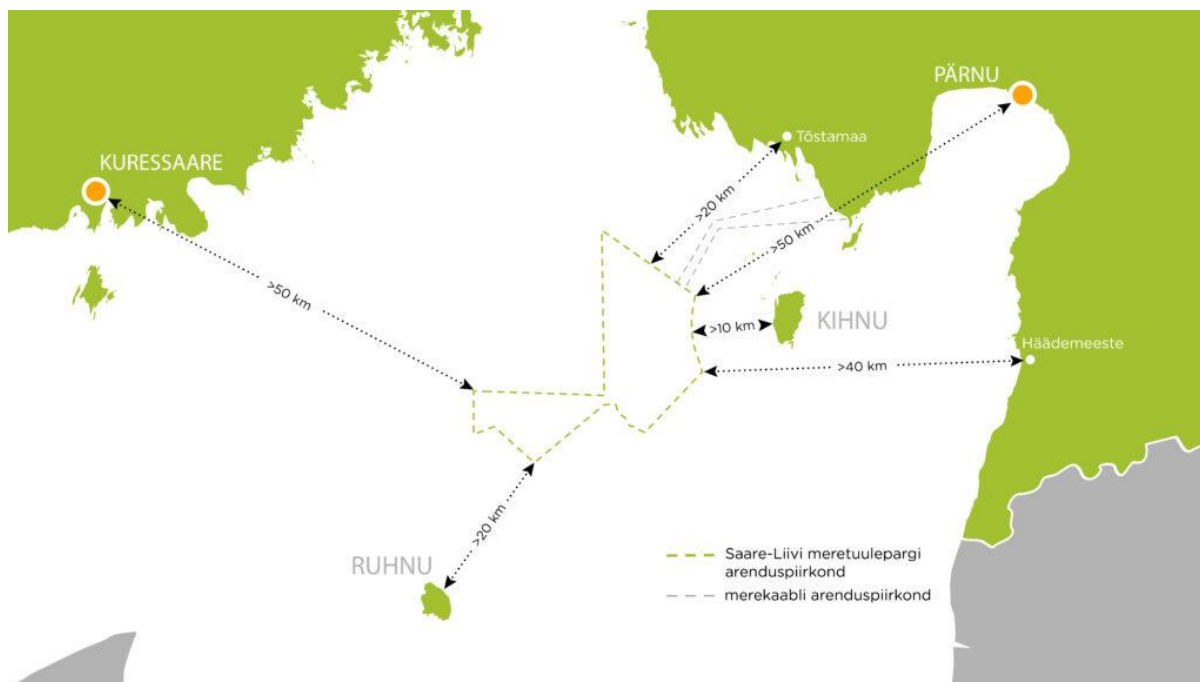 PÄRNU
Tõstamaa
KURESSAARE
>20 km
>50 km
>50 km
>10 km
KIHNU
Häädemeeste
>40 km
>20 km
RUHNU
Saare-Liivi meretuulepargi
arenduspiirkond
merekaabli arenduspiirkond